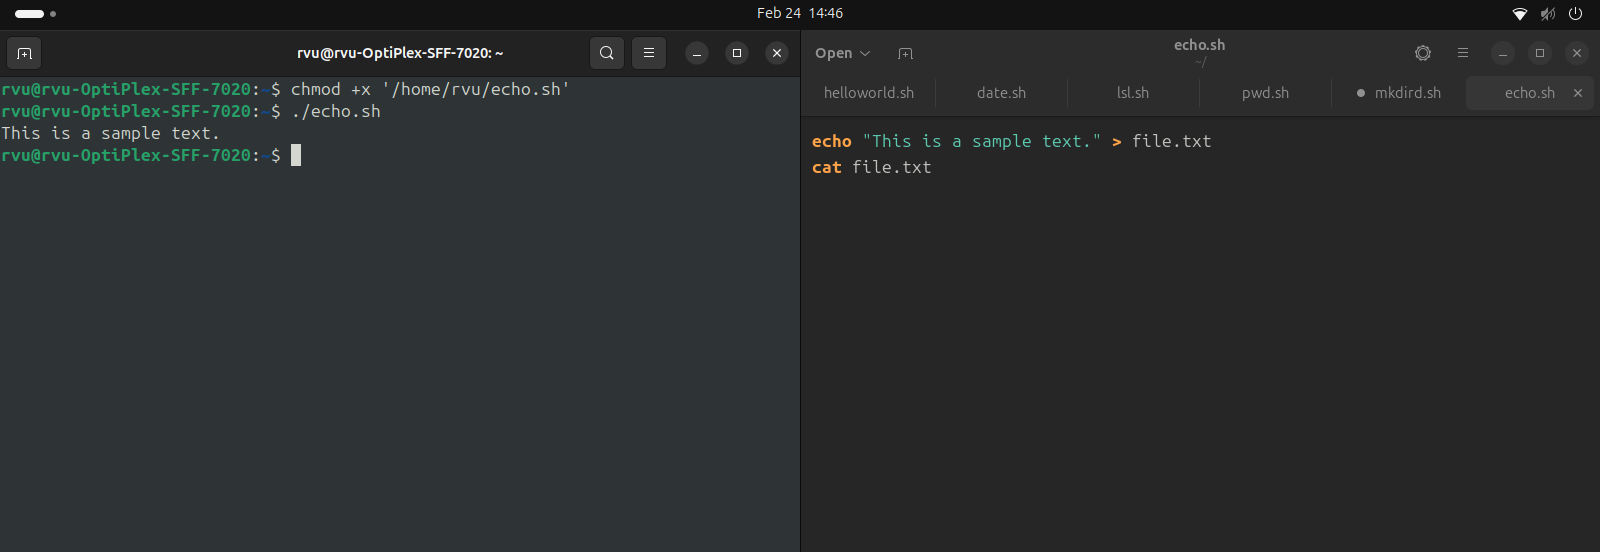 Feb 24 14:46
rvu@rvu-OptiPlex-SFF-7020: ~
rvu@rvu-OptiPlex-SFF-7020:~$ chmod +x '/home/rvu/echo.sh'
rvu@rvu-OptiPlex-SFF-7020:~$ ./echo.sh
This is a sample text.
rvu@rvu-OptiPlex-SFF-7020:~$
Open
echo.sh
~/
helloworld.sh
date.sh
lsl.sh
pwd.sh
mkdird.sh
echo.sh
echo "This is a sample text." > file.txt
cat file.txt